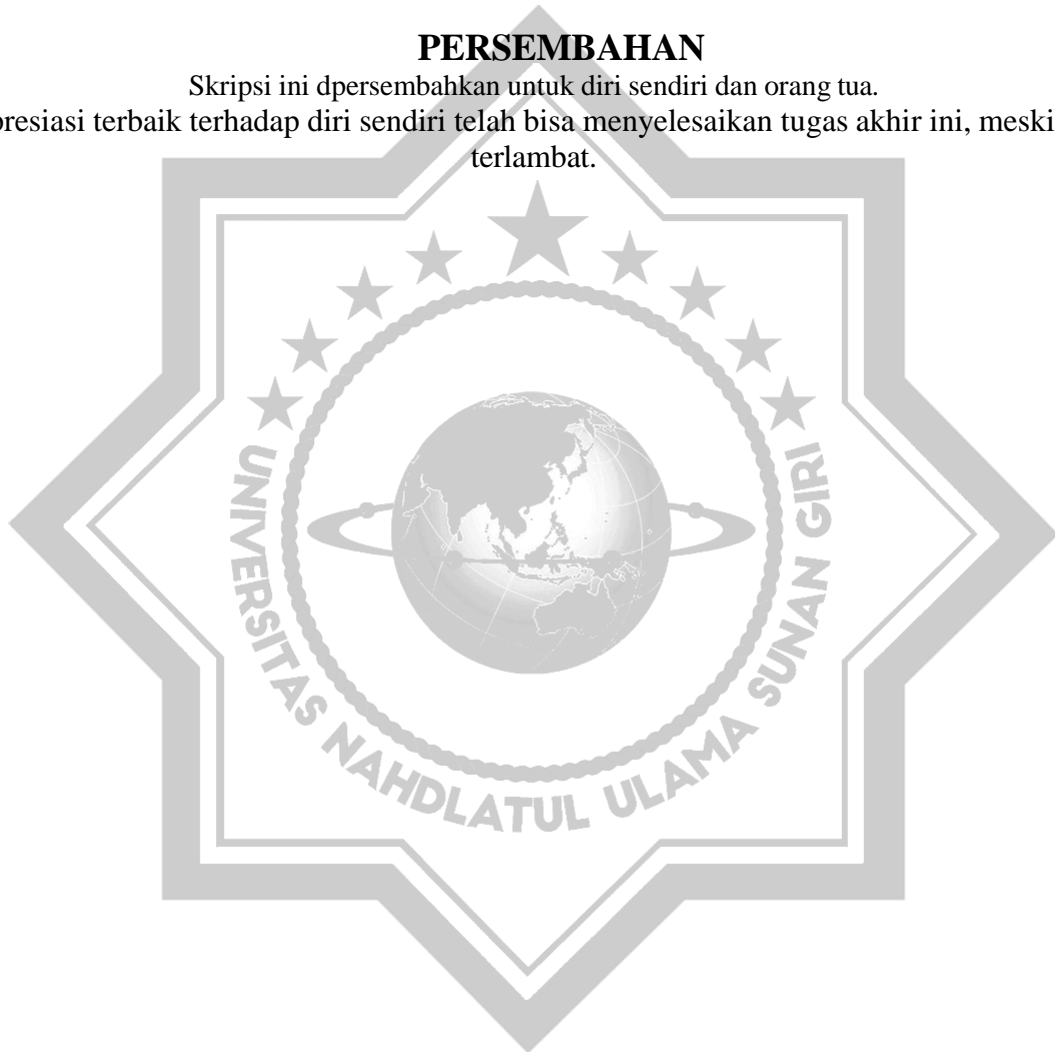 PERSEMBAHAN
Skripsi ini dpersembahkan untuk diri sendiri dan orang tua.
presiasi terbaik terhadap diri sendiri telah bisa menyelesaikan tugas akhir ini, meski
terlambat.
UNIVERSITAS NAHDLATUL ULAMA SUNAN GIRI